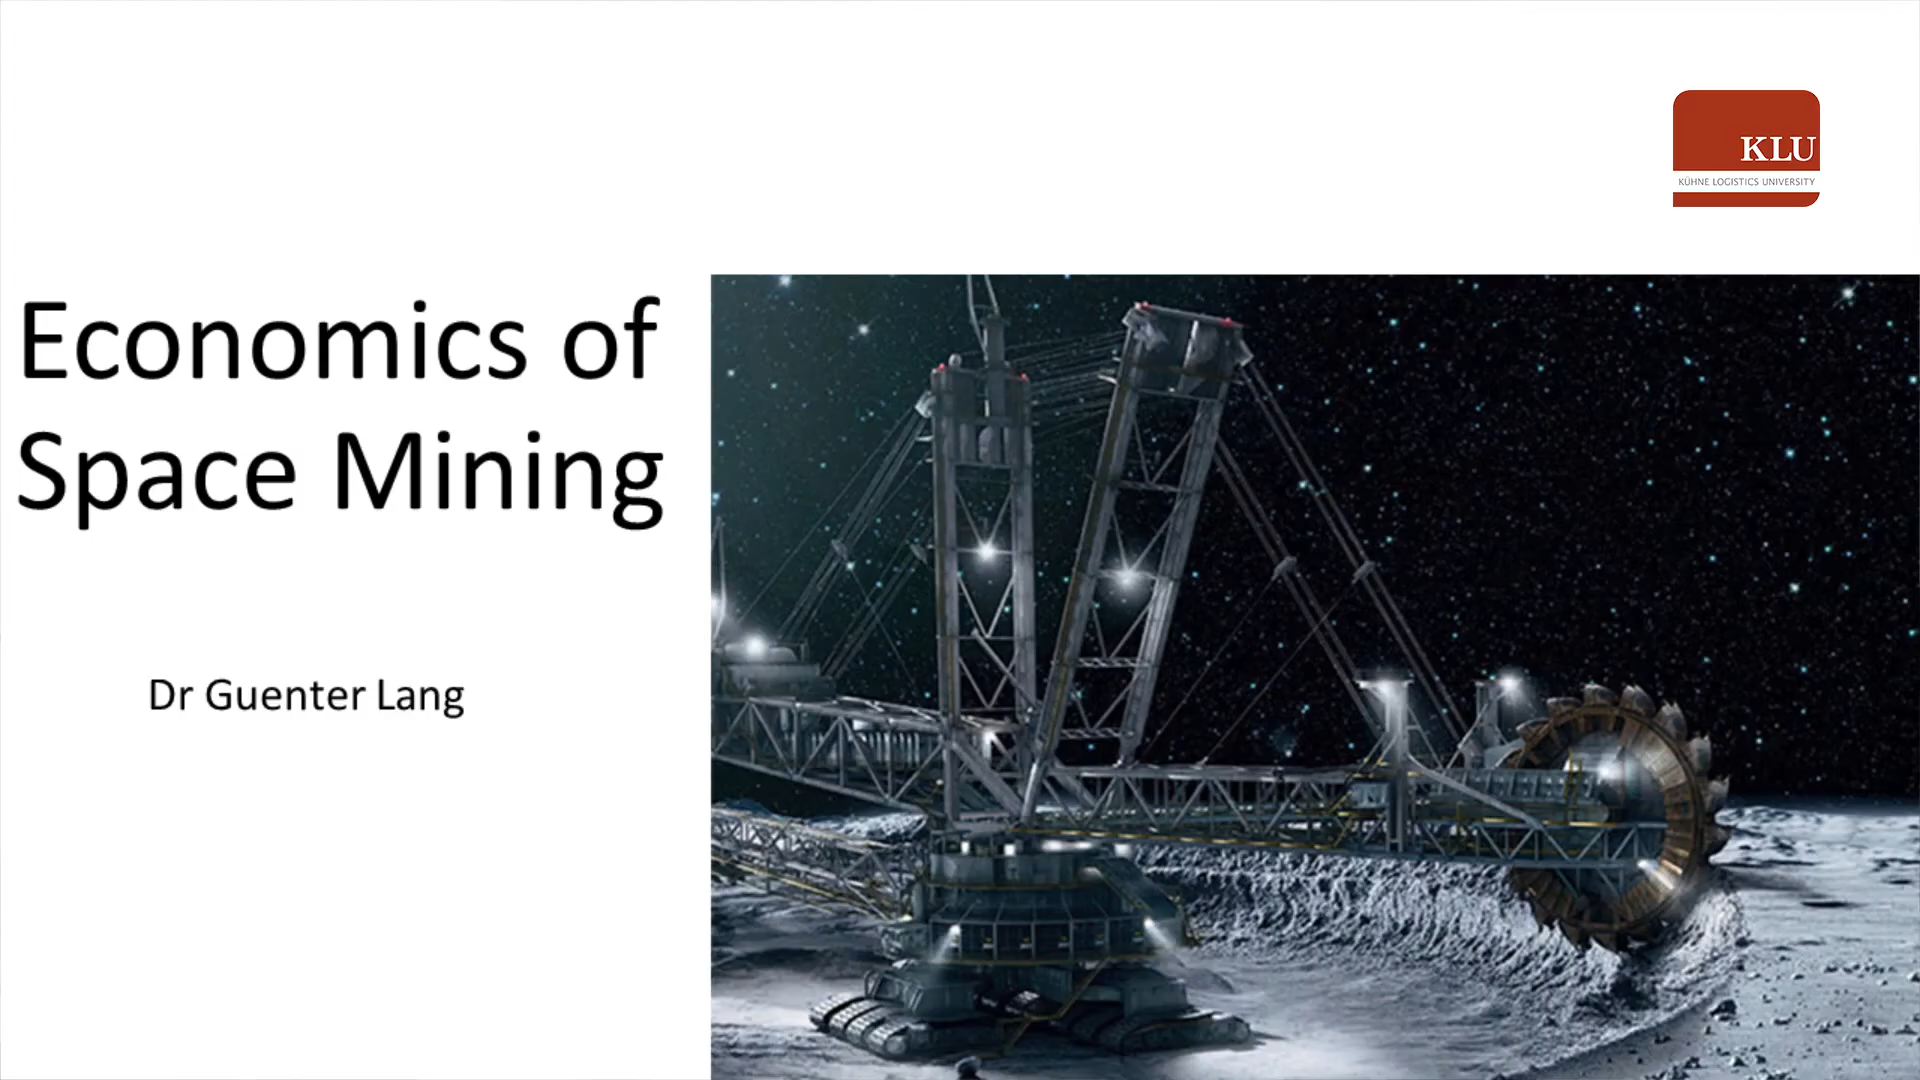 KLU
KÜHNE LOGISTICS UNIVERSITY
Economics of
Space Mining
Dr Guenter Lang